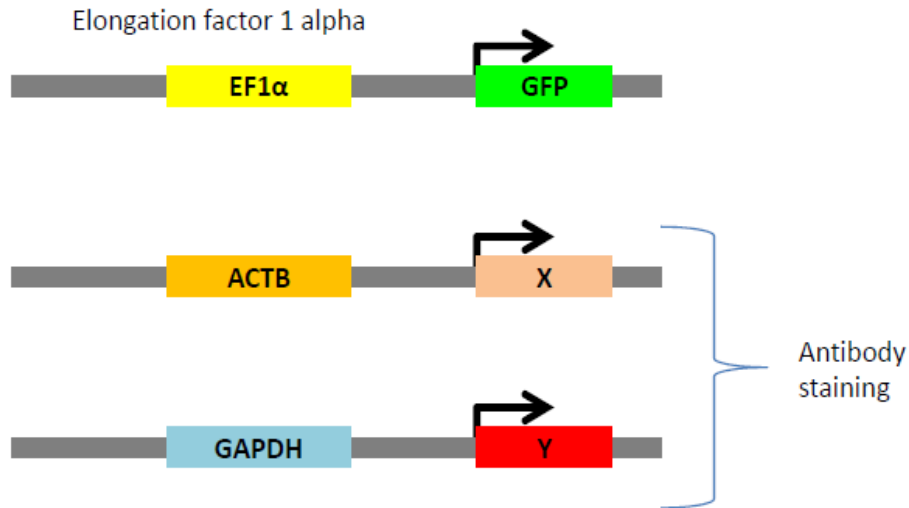 Elongation factor 1 alpha
EF1α
GFP
ACTB
X
GAPDH
Y
Antibody
staining